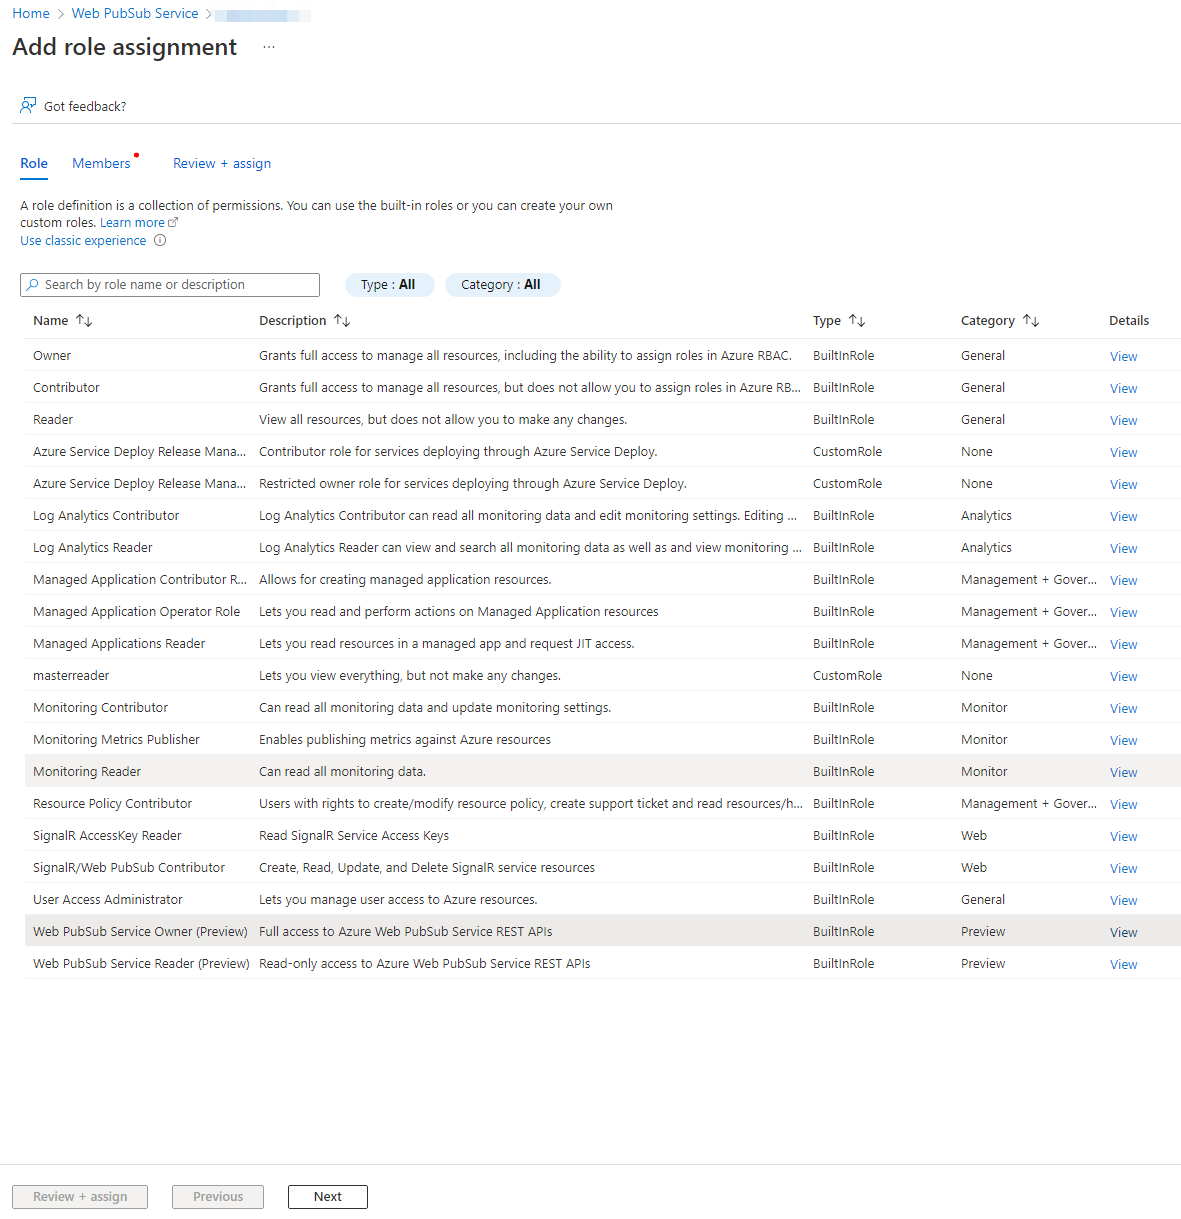 Home > Web PubSub Service >
Add role assignment ...
Got feedback?
Role Members Review + assign
A role definition is a collection of permissions. You can use the built-in roles or you can create your own
custom roles. Learn more
Use classic experience
Search by role name or description Type : All Category : All
Name ↑↓ Description ↑↓ Type ↑↓ Category ↑↓ Details
Owner Grants full access to manage all resources, including the ability to assign roles in Azure RBAC. BuiltInRole General View
Contributor Grants full access to manage all resources, but does not allow you to assign roles in Azure RB... BuiltInRole General View
Reader View all resources, but does not allow you to make any changes. BuiltInRole General View
Azure Service Deploy Release Mana... Contributor role for services deploying through Azure Service Deploy. CustomRole None View
Azure Service Deploy Release Mana... Restricted owner role for services deploying through Azure Service Deploy. CustomRole None View
Log Analytics Contributor Log Analytics Contributor can read all monitoring data and edit monitoring settings. Editing ... BuiltInRole Analytics View
Log Analytics Reader Log Analytics Reader can view and search all monitoring data as well as and view monitoring ... BuiltInRole Analytics View
Managed Application Contributor R... Allows for creating managed application resources. BuiltInRole Management + Gover... View
Managed Application Operator Role Lets you read and perform actions on Managed Application resources BuiltInRole Management + Gover... View
Managed Applications Reader Lets you read resources in a managed app and request JIT access. BuiltInRole Management + Gover... View
masterreader Lets you view everything, but not make any changes. CustomRole None View
Monitoring Contributor Can read all monitoring data and update monitoring settings. BuiltInRole Monitor View
Monitoring Metrics Publisher Enables publishing metrics against Azure resources BuiltInRole Monitor View
Monitoring Reader Can read all monitoring data. BuiltInRole Monitor View
Resource Policy Contributor Users with rights to create/modify resource policy, create support ticket and read resources/h... BuiltInRole Management + Gover... View
SignalR AccessKey Reader Read SignalR Service Access Keys BuiltInRole Web View
SignalR/Web PubSub Contributor Create, Read, Update, and Delete SignalR service resources BuiltInRole Web View
User Access Administrator Lets you manage user access to Azure resources. BuiltInRole General View
Web PubSub Service Owner (Preview) Full access to Azure Web PubSub Service REST APIs BuiltInRole Preview View
Web PubSub Service Reader (Preview) Read-only access to Azure Web PubSub Service REST APIs BuiltInRole Preview View
Review + assign Previous Next